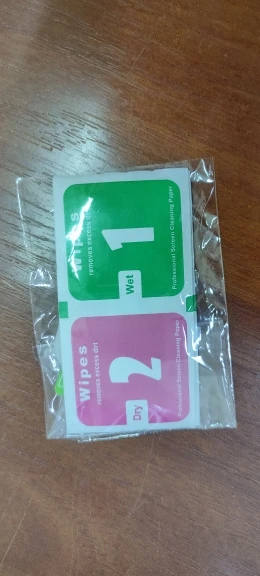 Wipes
removes excess dirt
1
Wet
Professional Screen Cleaning Paper
Wipes
removes excess dirt
2
Dry
Professional Screen Cleaning Paper